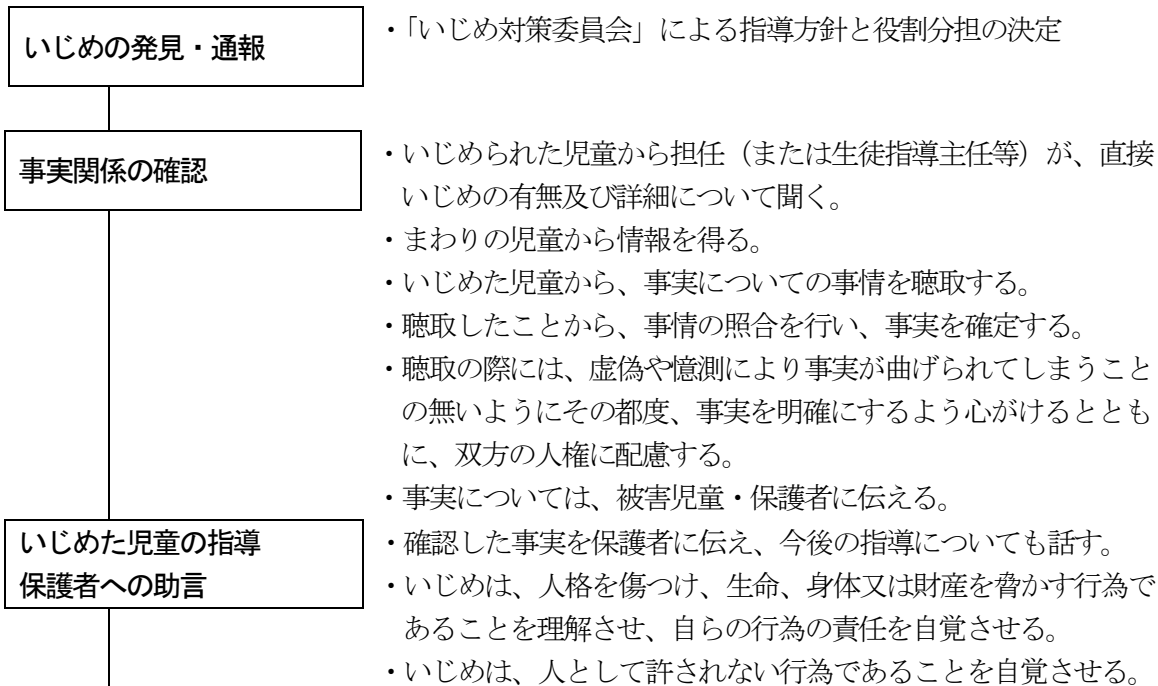 いじめの発見・通報
・「いじめ対策委員会」による指導方針と役割分担の決定
事実関係の確認
・いじめられた児童から担任（または生徒指導主任等）が、直接
いじめの有無及び詳細について聞く。
・まわりの児童から情報を得る。
・いじめた児童から、事実についての事情を聴取する。
・聴取したことから、事情の照合を行い、事実を確定する。
・聴取の際には、虚偽や憶測により事実が曲げられてしまうこと
の無いようにその都度、事実を明確にするよう心がけるととも
に、双方の人権に配慮する。
・事実については、被害児童・保護者に伝える。
いじめた児童の指導
保護者への助言
・確認した事実を保護者に伝え、今後の指導についても話す。
・いじめは、人格を傷つけ、生命、身体又は財産を脅かす行為で
あることを理解させ、自らの行為の責任を自覚させる。
・いじめは、人として許されない行為であることを自覚させる。